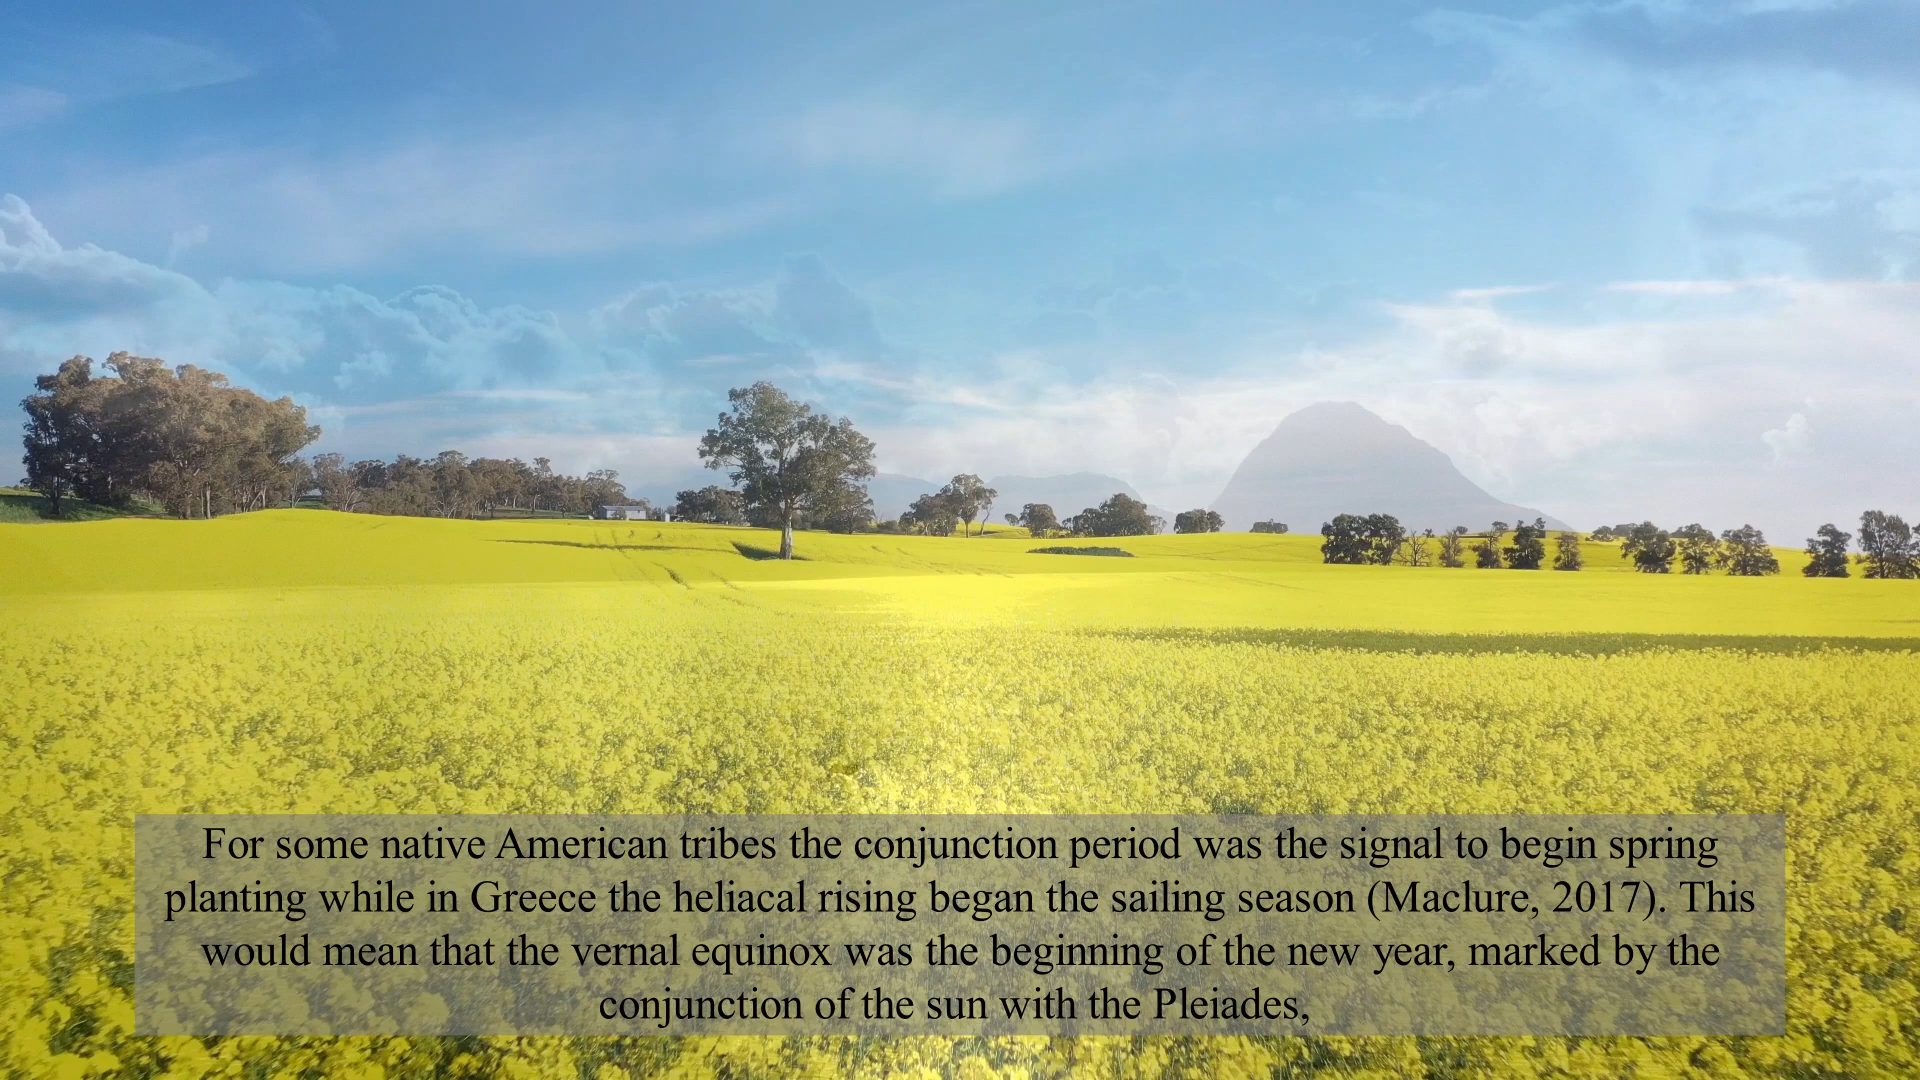 For some native American tribes the conjunction period was the signal to begin spring
planting while in Greece the heliacal rising began the sailing season (Maclure, 2017). This
would mean that the vernal equinox was the beginning of the new year, marked by the
conjunction of the sun with the Pleiades,